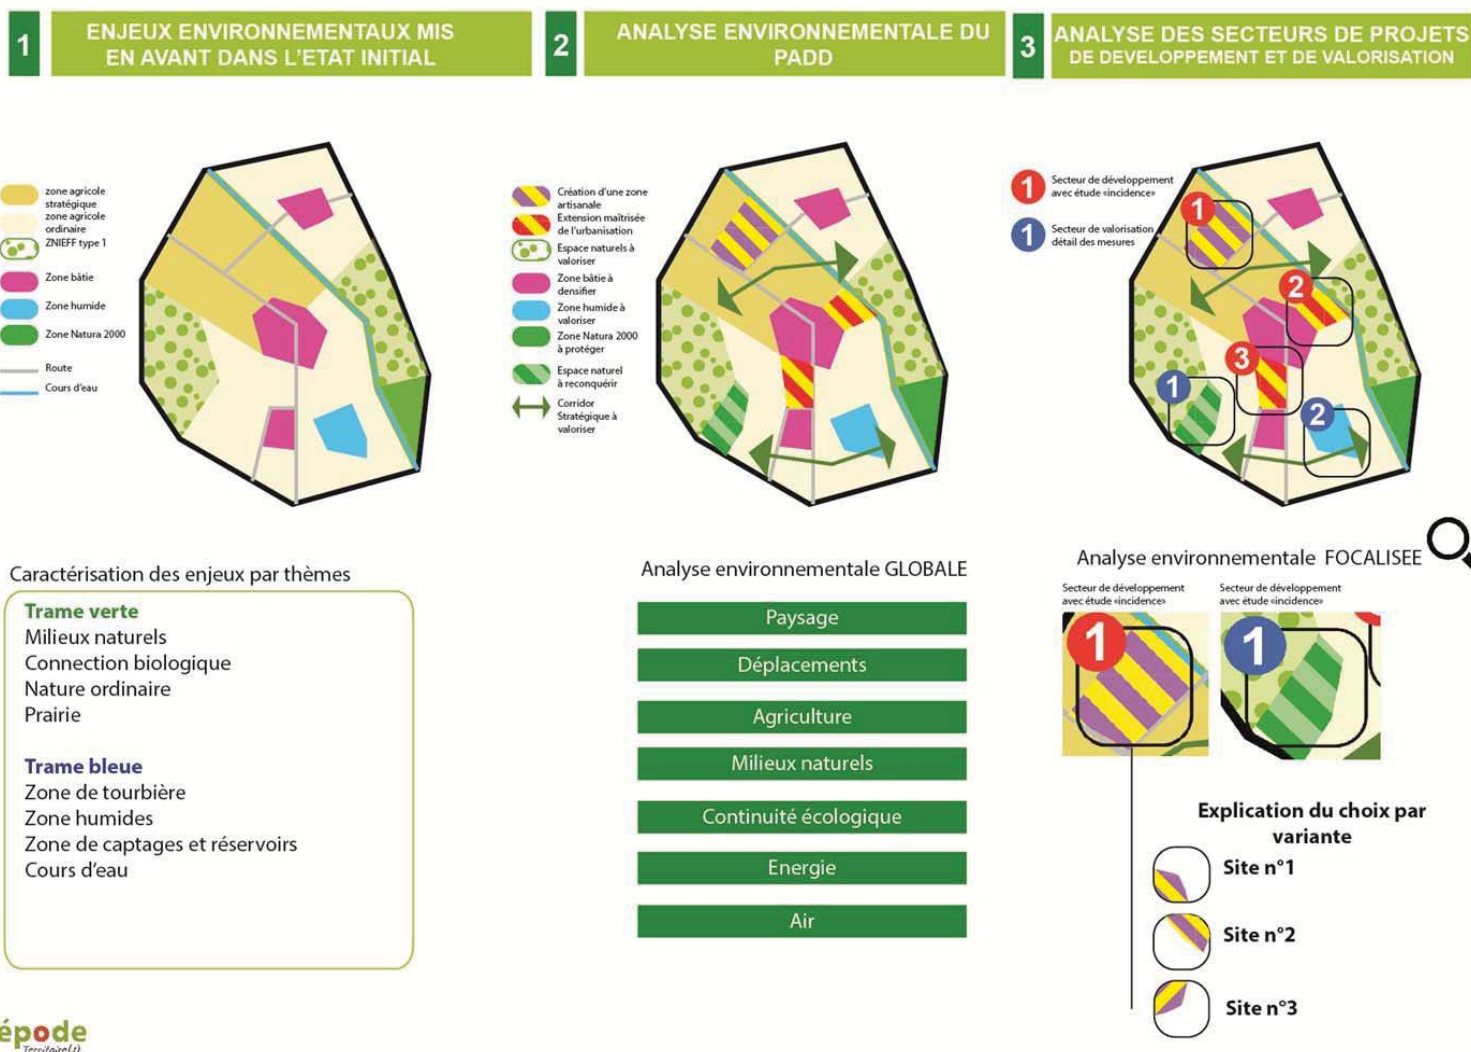 1
ENJEUX ENVIRONNEMENTAUX MIS
EN AVANT DANS L'ETAT INITIAL
zone agricole
stratégique
zone agricole
ordinaire
ZNIEFF type 1
Zone bâtie
Zone humide
Zone Natura 2000
Route
Cours d'eau
Caractérisation des enjeux par thèmes
Trame verte
Milieux naturels
Connection biologique
Nature ordinaire
Prairie
Trame bleue
Zone de tourbière
Zone humides
Zone de captages et réservoirs
Cours d'eau
2
ANALYSE ENVIRONNEMENTALE DU
PADD
Création d'une zone
artisanale
Extension maîtrisée
de l'urbanisation
Espace naturels à
valoriser
Zone bâtie à
densifier
Zone humide à
valoriser
Zone Natura 2000
à protéger
Espace naturel
à reconquérir
Corridor
Stratégique à
valoriser
Analyse environnementale GLOBALE
Paysage
Déplacements
Agriculture
Milieux naturels
Continuité écologique
Energie
Air
3
ANALYSE DES SECTEURS DE PROJETS
DE DEVELOPPEMENT ET DE VALORISATION
1
Secteur de développement
avec étude «incidence»
1
Secteur de valorisation
détail des mesures
1
2
3
1
2
Analyse environnementale FOCALISEE
Secteur de développement
avec étude «incidence»
Secteur de développement
avec étude «incidence»
1
1
Explication du choix par
variante
Site n°1
Site n°2
Site n°3
épode
Territoire(s)